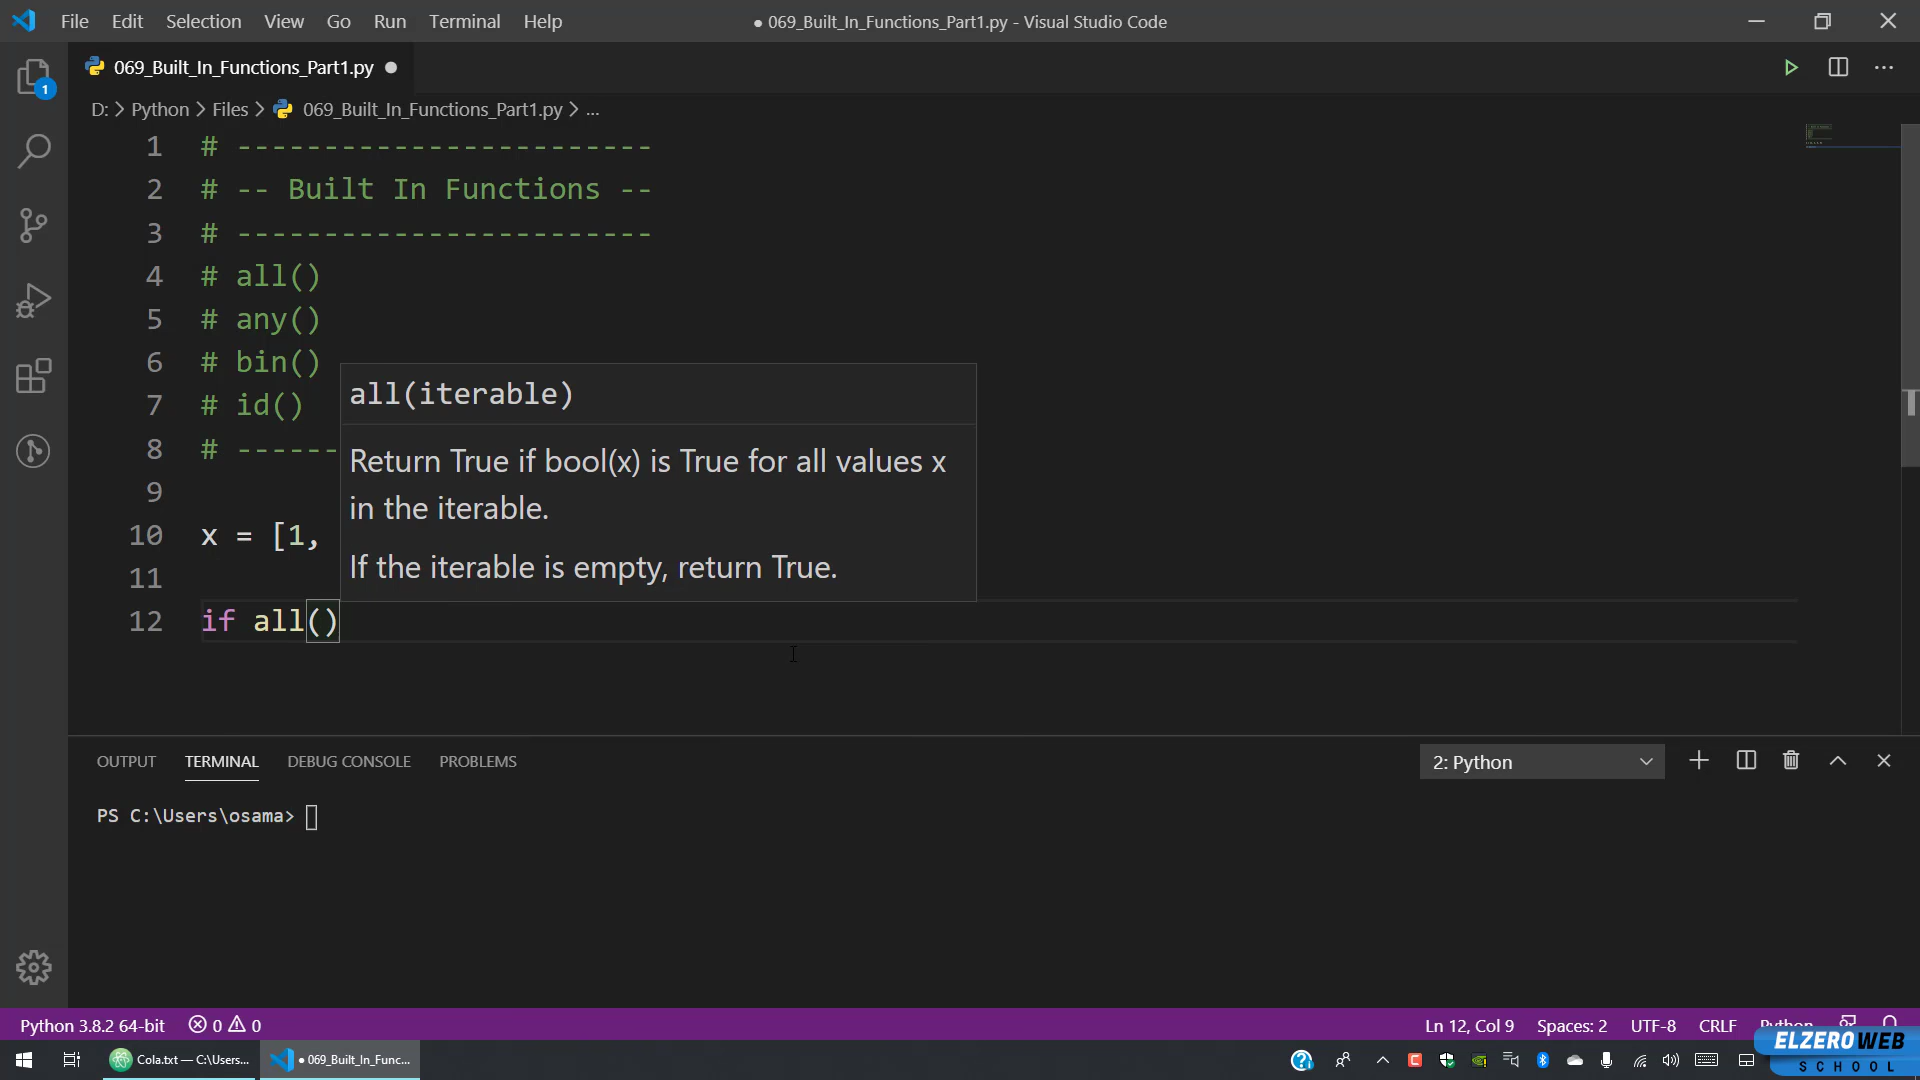 File Edit Selection View Go Run Terminal Help
● 069_Built_In_Functions_Part1.py - Visual Studio Code
069_Built_In_Functions_Part1.py
1
D: > Python > Files > 069_Built_In_Functions_Part1.py > ...
1 # ------------------------
2 # -- Built In Functions --
3 # ------------------------
4 # all()
5 # any()
6 # bin()
7 # id()
8 # ------
9
10 x = [1,
11
12 if all()
all(iterable)
Return True if bool(x) is True for all values x
in the iterable.
If the iterable is empty, return True.
OUTPUT TERMINAL DEBUG CONSOLE PROBLEMS
2: Python
PS C:\Users\osama>
Python 3.8.2 64-bit 0 0
Ln 12, Col 9 Spaces: 2 UTF-8 CRLF Python
Cola.txt — C:\Users...
● 069_Built_In_Func...
ELZEROWEB
SCHOOL